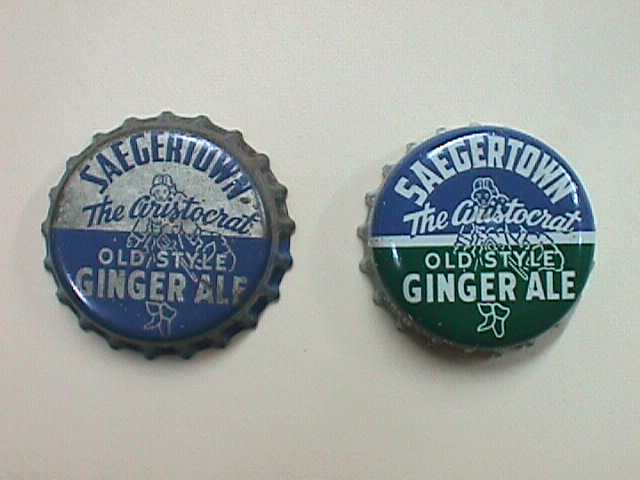 SAEGERTOWN
The Aristocrat
OLD STYLE
GINGER ALE
SAEGERTOWN
The Aristocrat
OLD STYLE
GINGER ALE